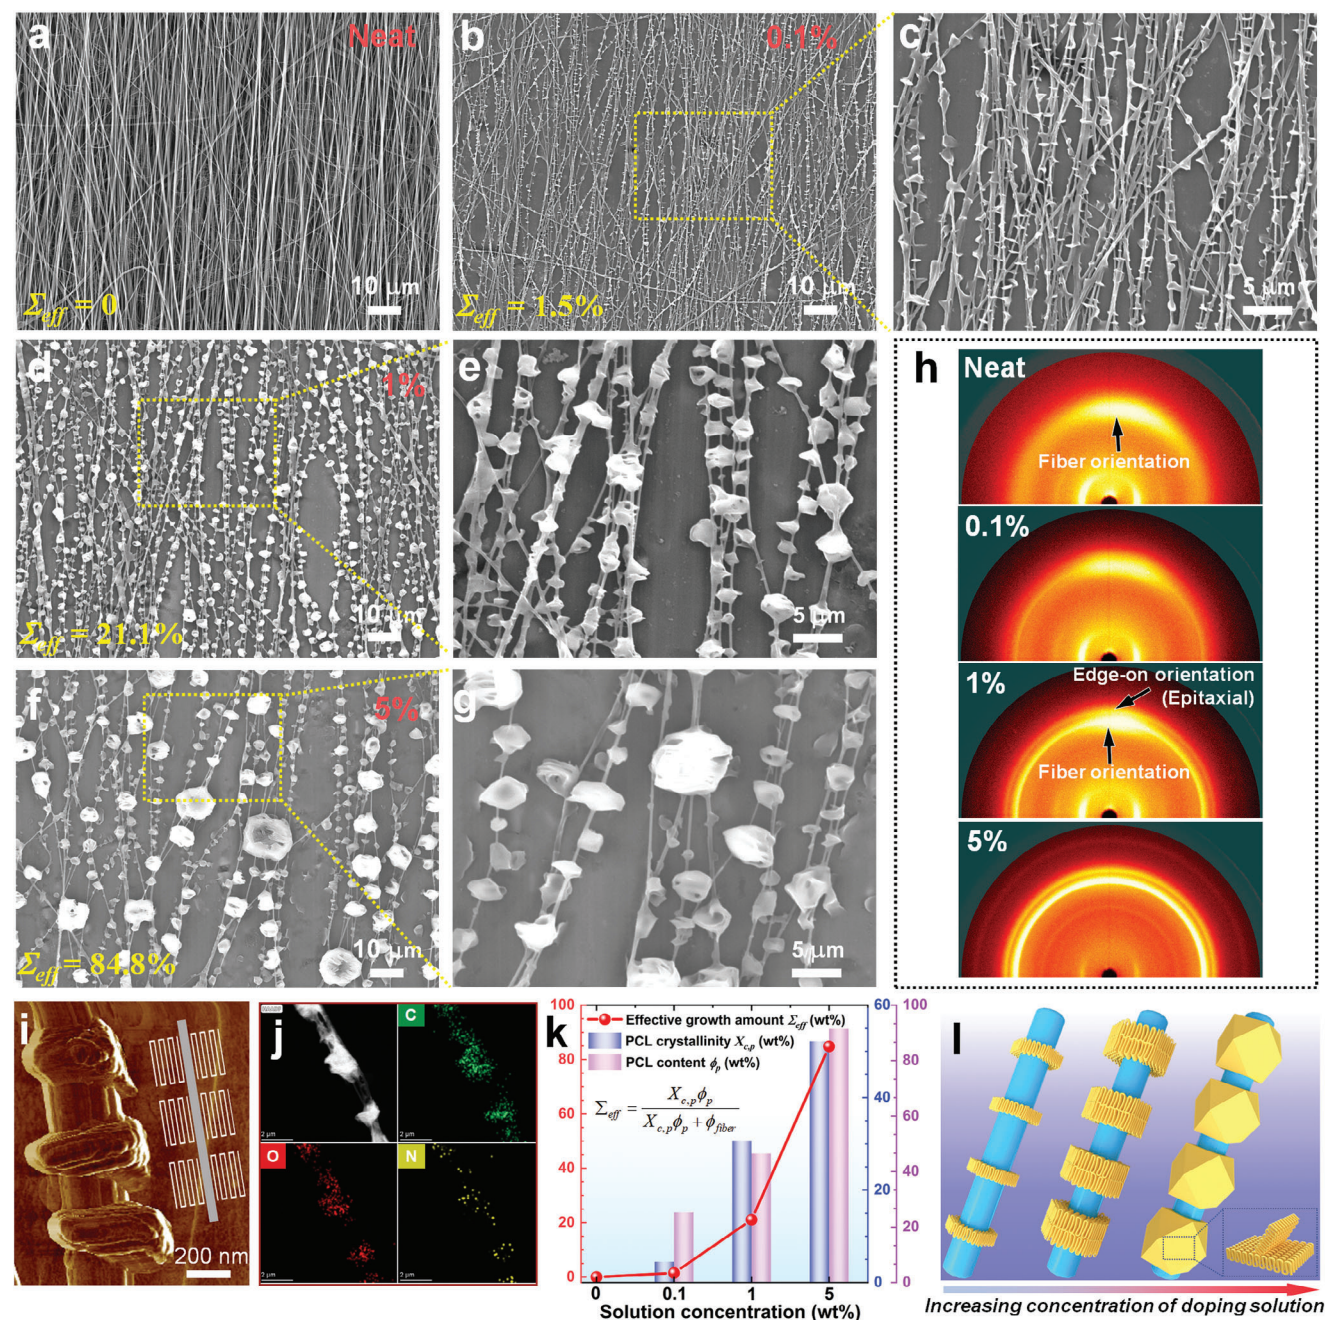 a
Neat
10 μm
Σeff = 0
b
0.1%
10 μm
Σeff = 1.5%
c
5 μm
d
1%
10 μm
Σeff = 21.1%
e
5 μm
f
5%
10 μm
Σeff = 84.8%
g
5 μm
h
Neat
Fiber orientation
0.1%
1%
Edge-on orientation
(Epitaxial)
Fiber orientation
5%
i
200 nm
j
C
O
N
2 μm
2 μm
2 μm
2 μm
k
Effective growth amount Σeff (wt%)
PCL crystallinity Xc,p (wt%)
PCL content ϕp (wt%)
Σeff = Xc,pϕp / (Xc,pϕp + ϕfiber)
100
90
80
70
60
50
40
30
20
10
0
60
40
20
0
100
80
60
40
20
0
0
0.1
1
5
Solution concentration (wt%)
l
Increasing concentration of doping solution